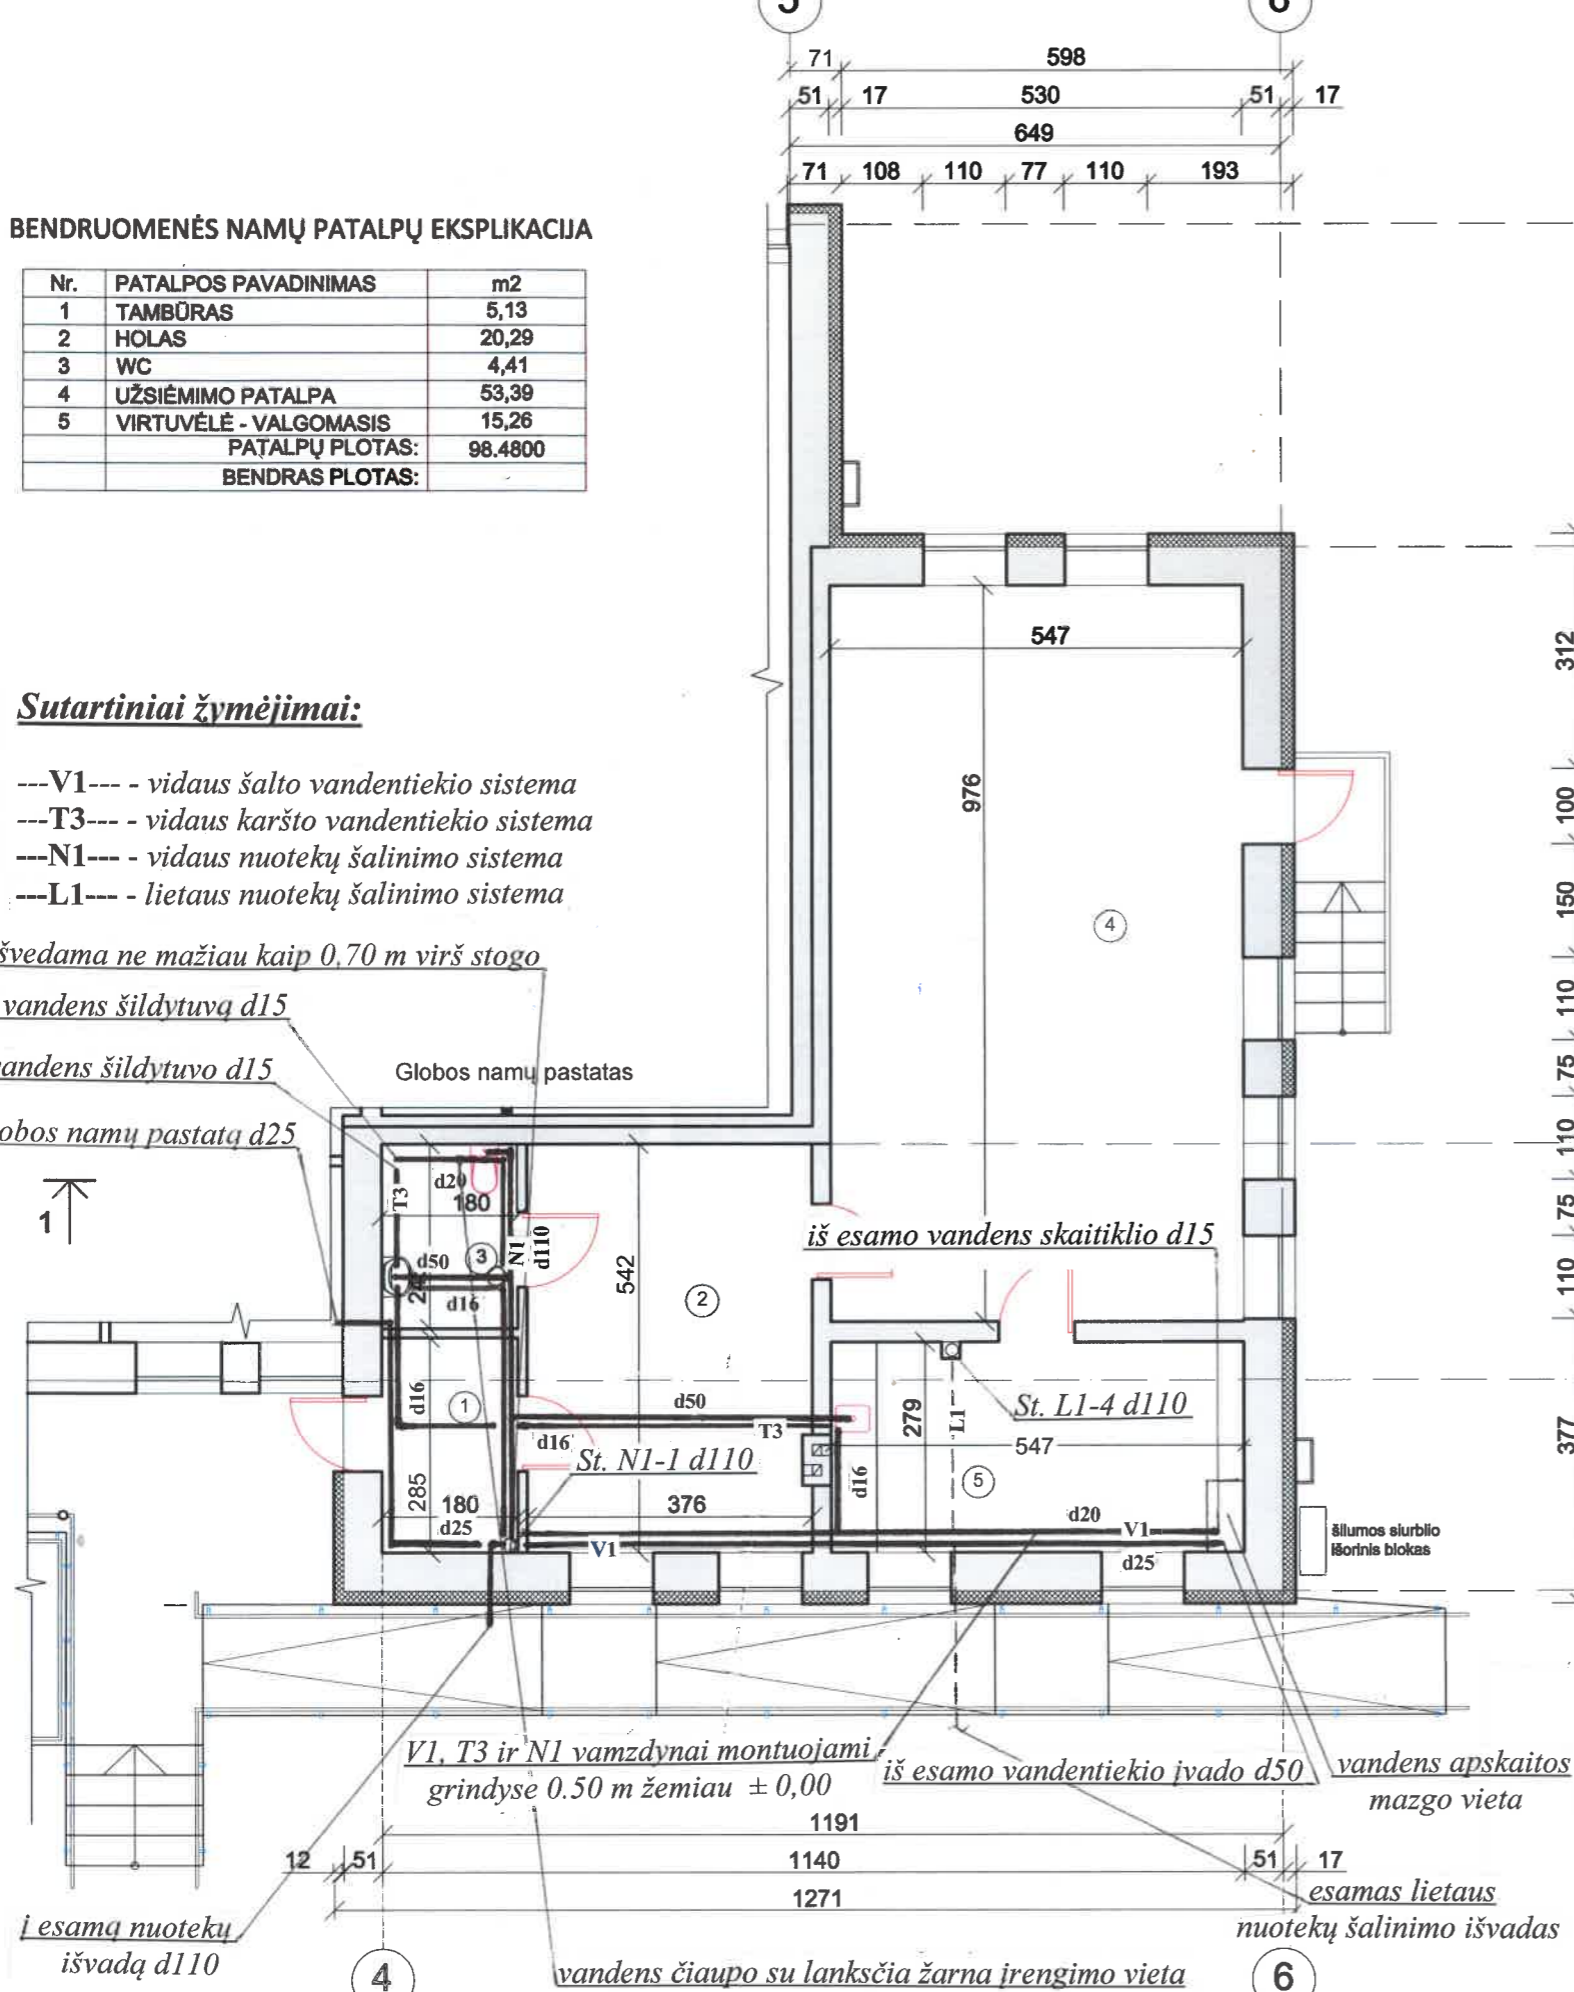 5 6
71 598
51 17 530 51 17
649
71 108 110 77 110 193
BENDRUOMENĖS NAMŲ PATALPŲ EKSPLIKACIJA
Nr. PATALPOS PAVADINIMAS m2
1 TAMBŪRAS 5,13
2 HOLAS 20,29
3 WC 4,41
4 UŽSIĖMIMO PATALPA 53,39
5 VIRTUVĖLĖ - VALGOMASIS 15,26
PATALPŲ PLOTAS: 98.4800
BENDRAS PLOTAS:
547
312
Sutartiniai žymėjimai:
---V1--- - vidaus šalto vandentiekio sistema
---T3--- - vidaus karšto vandentiekio sistema
---N1--- - vidaus nuotekų šalinimo sistema
---L1--- - lietaus nuotekų šalinimo sistema
976
100
150
4
švedama ne mažiau kaip 0,70 m virš stogo
vandens šildytuvą d15
110
andens šildytuvo d15
Globos namų pastatas
75
obos namų pastatą d25
110
1
d20
T3
180
75
iš esamo vandens skaitiklio d15
N1
d110
d50
3
542
2
110
d16
d16
1
d50
T3
d16
St. N1-1 d110
279
L1
St. L1-4 d110
547
377
285
180
d25
376
d16
5
d20
V1
V1
d25
šilumos siurblio
išorinis blokas
V1, T3 ir N1 vamzdynai montuojami
grindyse 0.50 m žemiau ± 0,00
iš esamo vandentiekio įvado d50
vandens apskaitos
mazgo vieta
1191
12 51 1140 51 17
1271
esamas lietaus
nuotekų šalinimo išvadas
į esamą nuotekų
išvadą d110
4
vandens čiaupo su lanksčia žarna įrengimo vieta
6